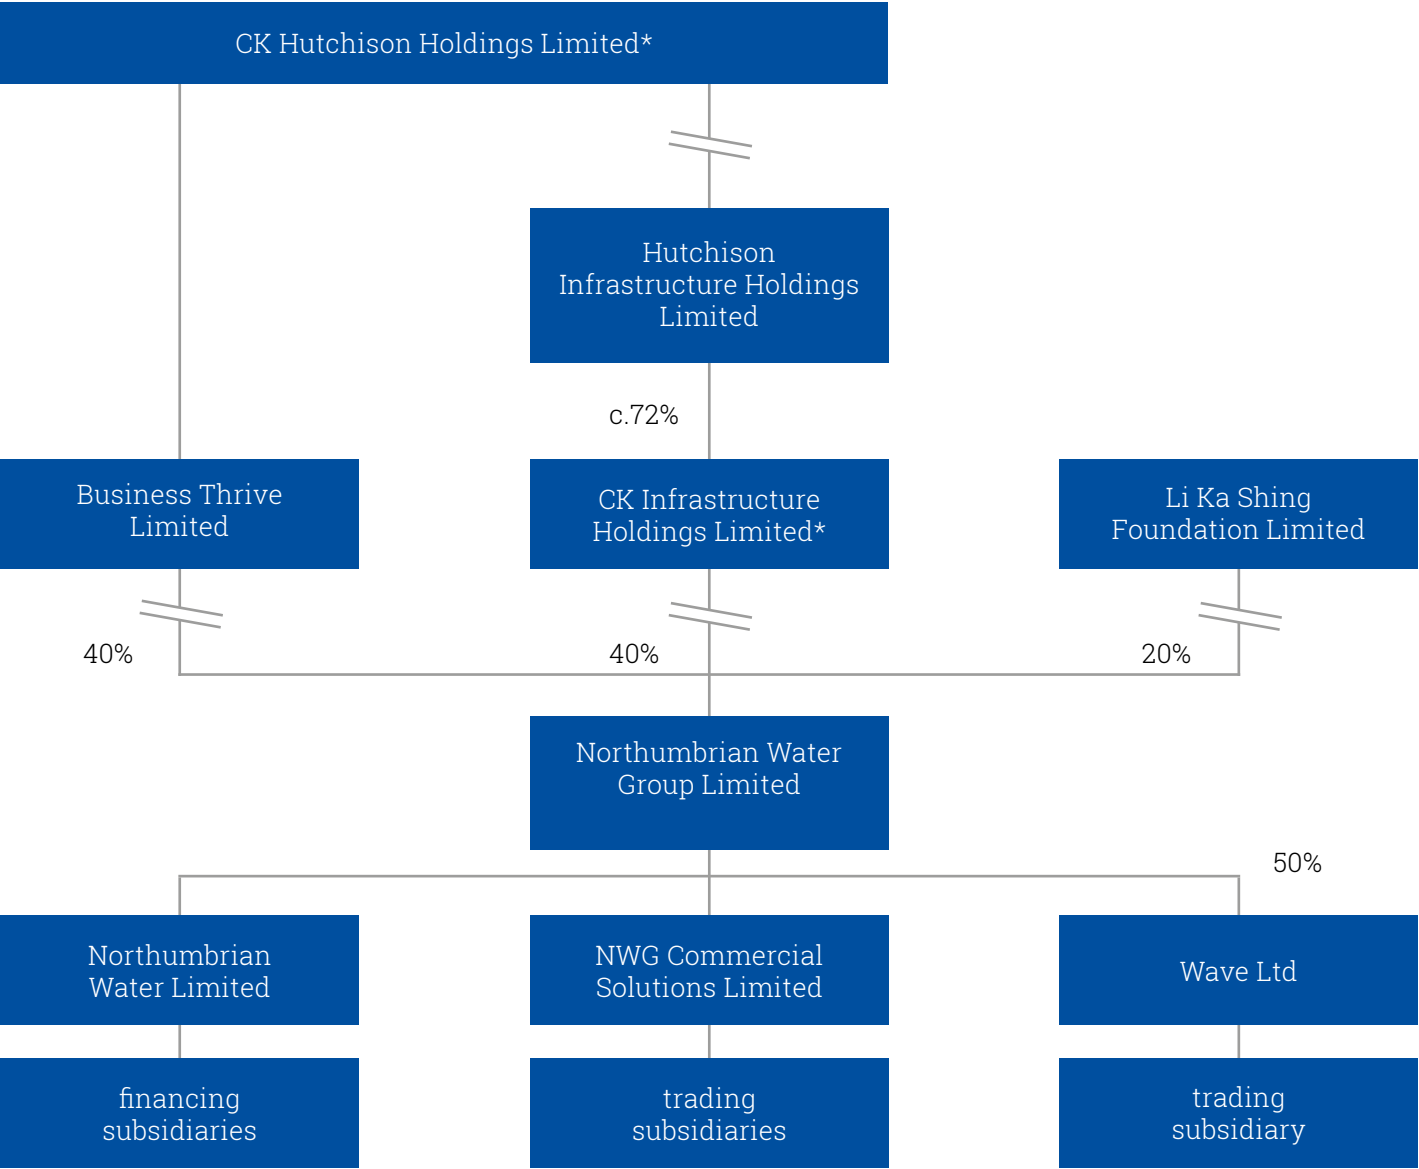 CK Hutchison Holdings Limited*
Hutchison
Infrastructure Holdings
Limited
c.72%
Business Thrive
Limited
CK Infrastructure
Holdings Limited*
Li Ka Shing
Foundation Limited
40%
40%
20%
Northumbrian Water
Group Limited
50%
Northumbrian
Water Limited
NWG Commercial
Solutions Limited
Wave Ltd
financing
subsidiaries
trading
subsidiaries
trading
subsidiary